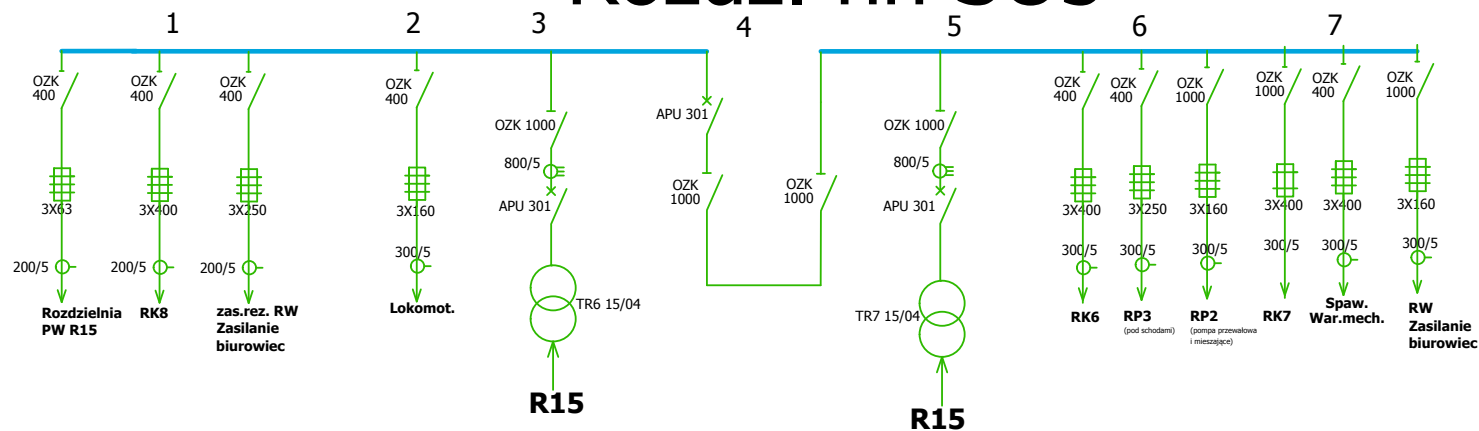 Rozdz. nn
1 2 3 4 5 6 7
OZK 400
OZK 400
OZK 400
OZK 400
OZK 1000
APU 301
OZK 1000
OZK 400
OZK 400
OZK 1000
OZK 1000
OZK 400
OZK 1000
800/5
800/5
3X63
3X400
3X250
3X160
APU 301
OZK 1000
OZK 1000
APU 301
3X400
3X250
3X160
3X400
3X400
3X160
200/5
200/5
200/5
300/5
300/5
300/5
300/5
300/5
300/5
300/5
Rozdzielnia
PW R15
RK8
zas.rez. RW
Zasilanie
biurowiec
Lokomot.
TR6 15/04
TR7 15/04
RK6
RP3
(pod schodami)
RP2
(pompa przewałowa
i mieszające)
RK7
Spaw.
War.mech.
RW
Zasilanie
biurowiec
R15
R15